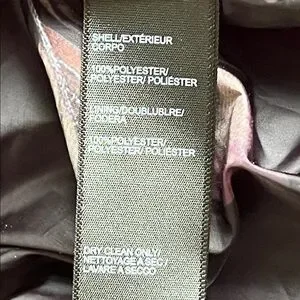 SHELL/EXTÉRIEUR
CORPO
100%POLYESTER/
POLYESTER/ POLIÉSTER
LINING/DOUBLUBLRE/
FODERA
100%POLYESTER/
POLYESTER/ POLIÉSTER
DRY CLEAN ONLY/
NETTOYAGE A SEC/
LAVARE A SECCO